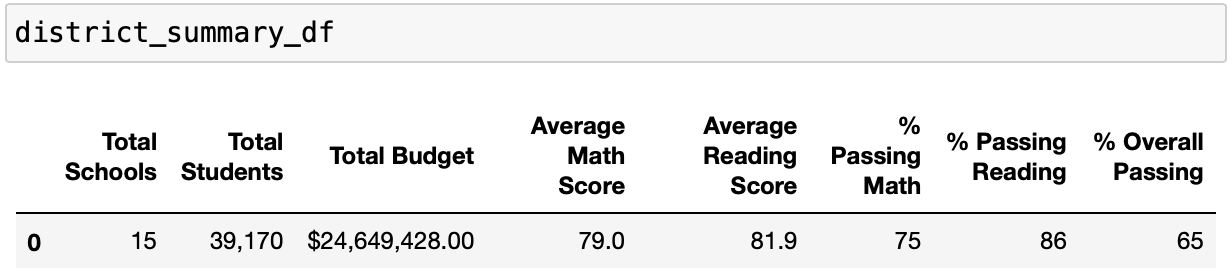 district_summary_df
Total Schools Total Students Total Budget Average Math Score Average Reading Score % Passing Math % Passing Reading % Overall Passing
0 15 39,170 $24,649,428.00 79.0 81.9 75 86 65